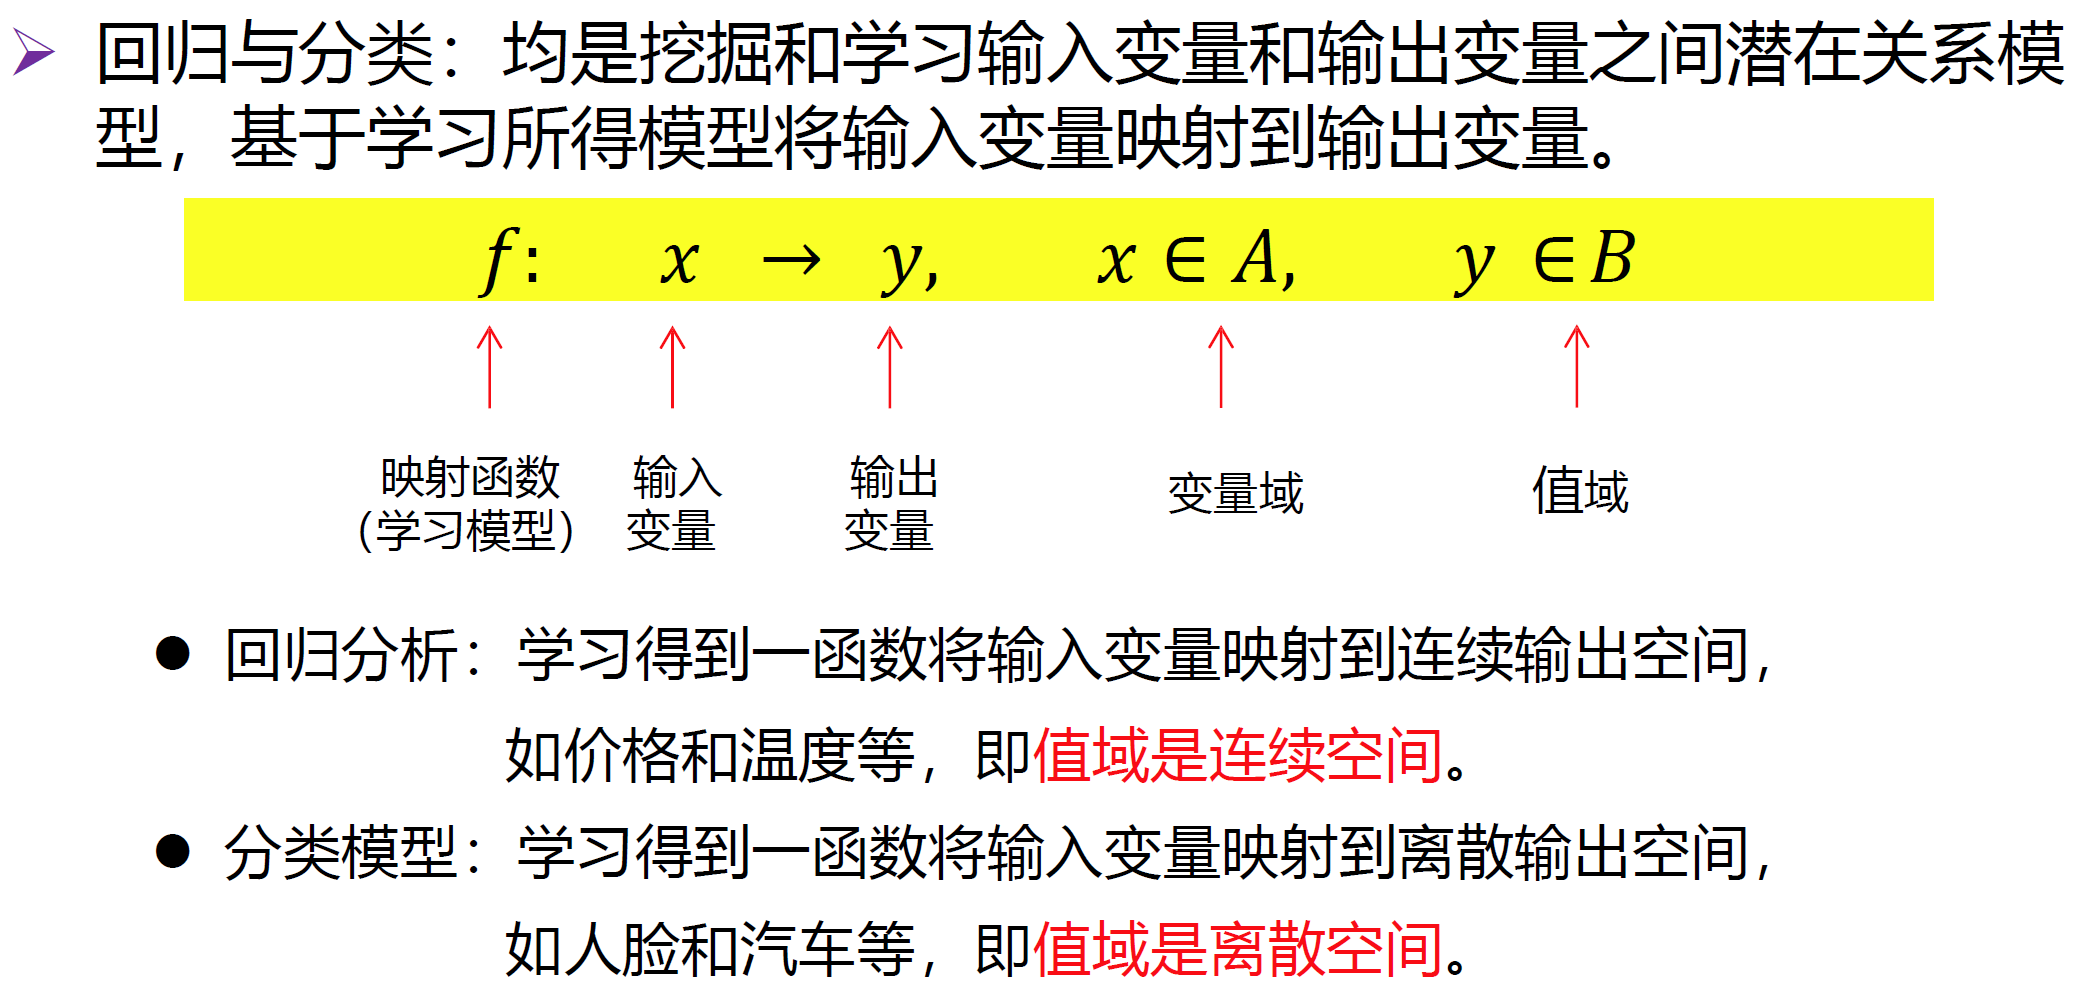 回归与分类：均是挖掘和学习输入变量和输出变量之间潜在关系模
型，基于学习所得模型将输入变量映射到输出变量。
f: x → y, x ∈ A, y ∈ B
映射函数 输入 输出 变量域 值域
（学习模型） 变量 变量
● 回归分析：学习得到一函数将输入变量映射到连续输出空间，
如价格和温度等，即值域是连续空间。
● 分类模型：学习得到一函数将输入变量映射到离散输出空间，
如人脸和汽车等，即值域是离散空间。